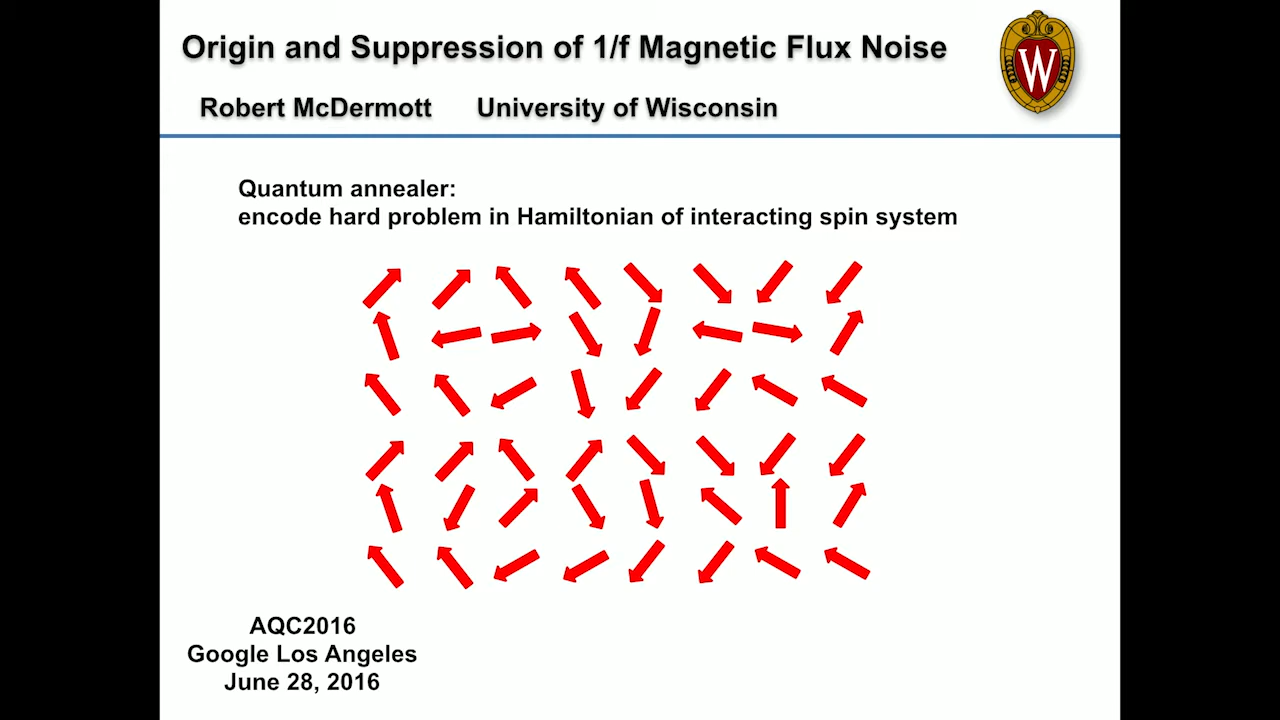 Origin and Suppression of 1/f Magnetic Flux Noise
W
Robert McDermott University of Wisconsin
Quantum annealer:
encode hard problem in Hamiltonian of interacting spin system
AQC2016
Google Los Angeles
June 28, 2016